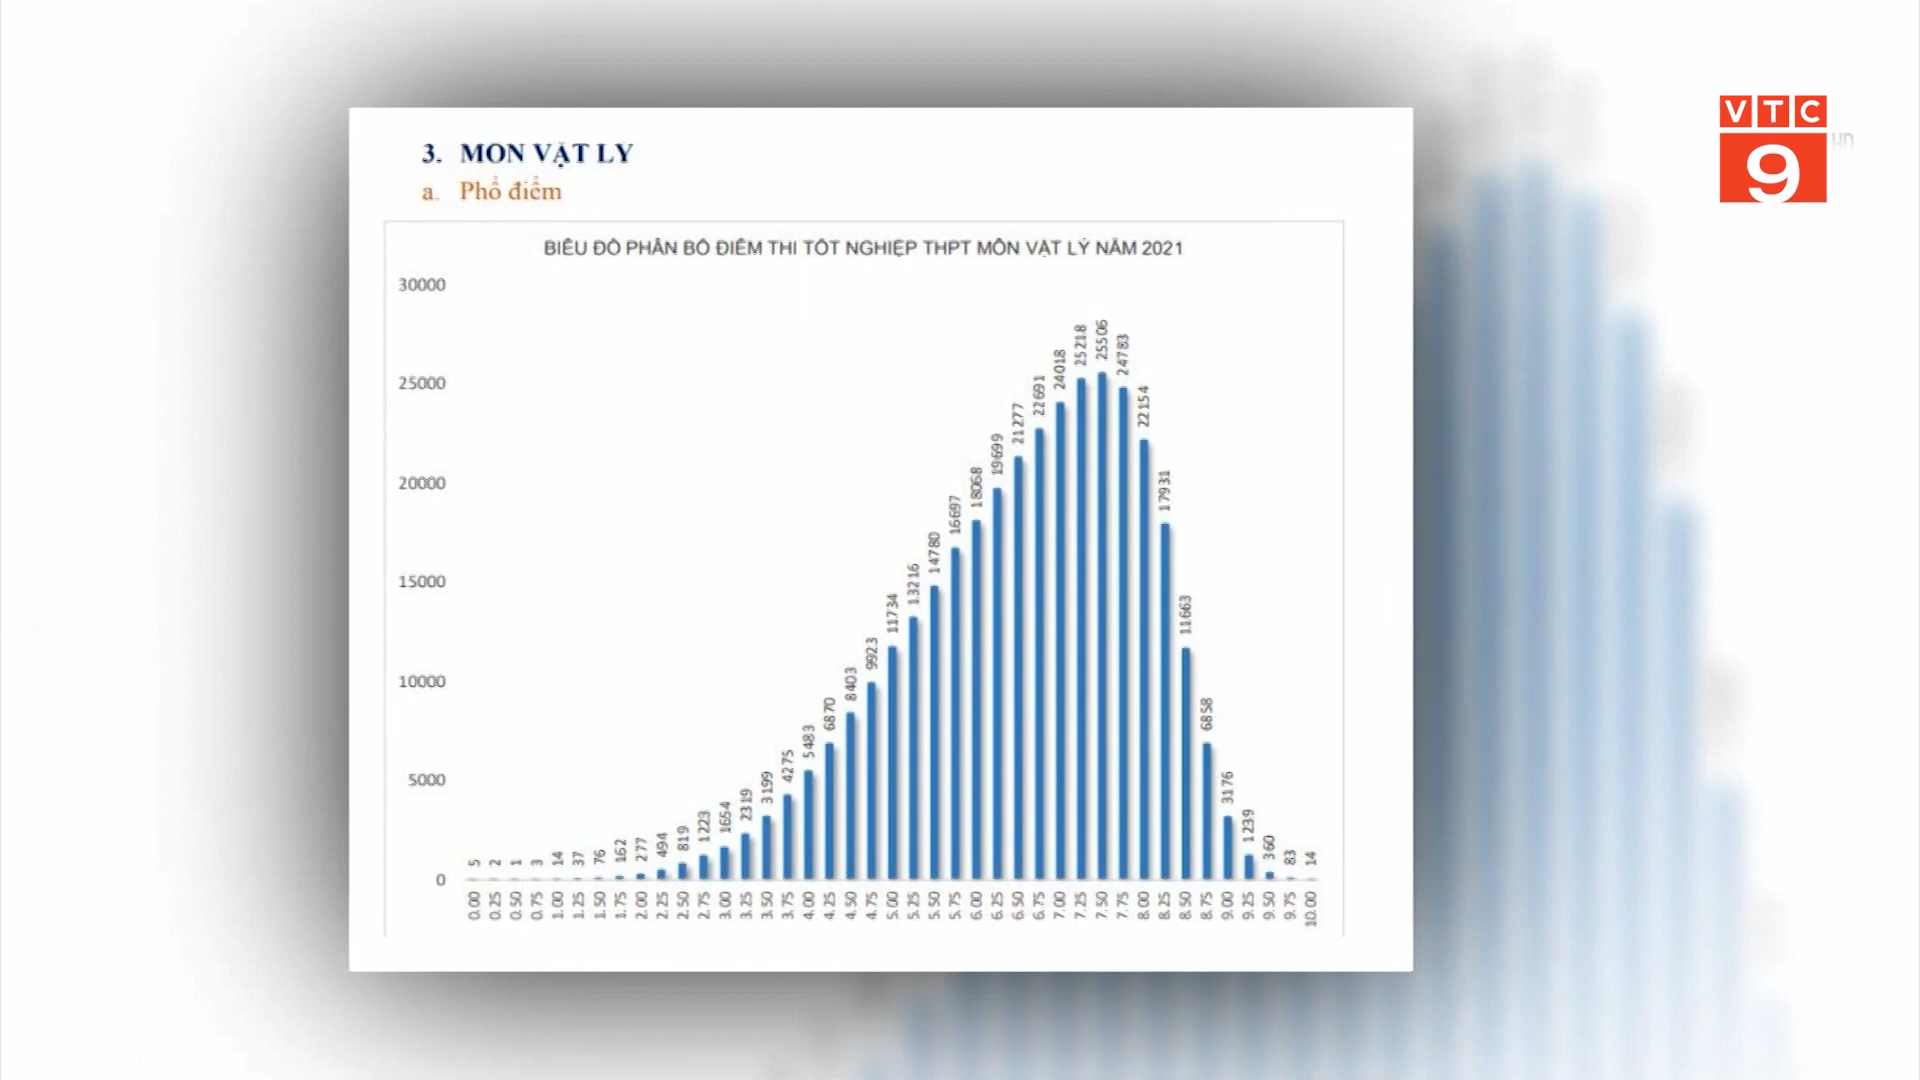 VTC
9
3. MÔN VẬT LÝ
a. Phổ điểm
BIỂU ĐỒ PHÂN BỐ ĐIỂM THI TỐT NGHIỆP THPT MÔN VẬT LÝ NĂM 2021
30000
25000
20000
15000
10000
5000
0
5 2 1 3 14 37 76 162 277 494 819 1223 1654 2319 3199 4275 5483 6870 8403 9923 11734 13216 14780 16697 18068 19699 21277 22691 24018 25218 25506 24783 22154 17931 11663 6858 3176 1239 360 83 14
0.00 0.25 0.50 0.75 1.00 1.25 1.50 1.75 2.00 2.25 2.50 2.75 3.00 3.25 3.50 3.75 4.00 4.25 4.50 4.75 5.00 5.25 5.50 5.75 6.00 6.25 6.50 6.75 7.00 7.25 7.50 7.75 8.00 8.25 8.50 8.75 9.00 9.25 9.50 9.75 10.00